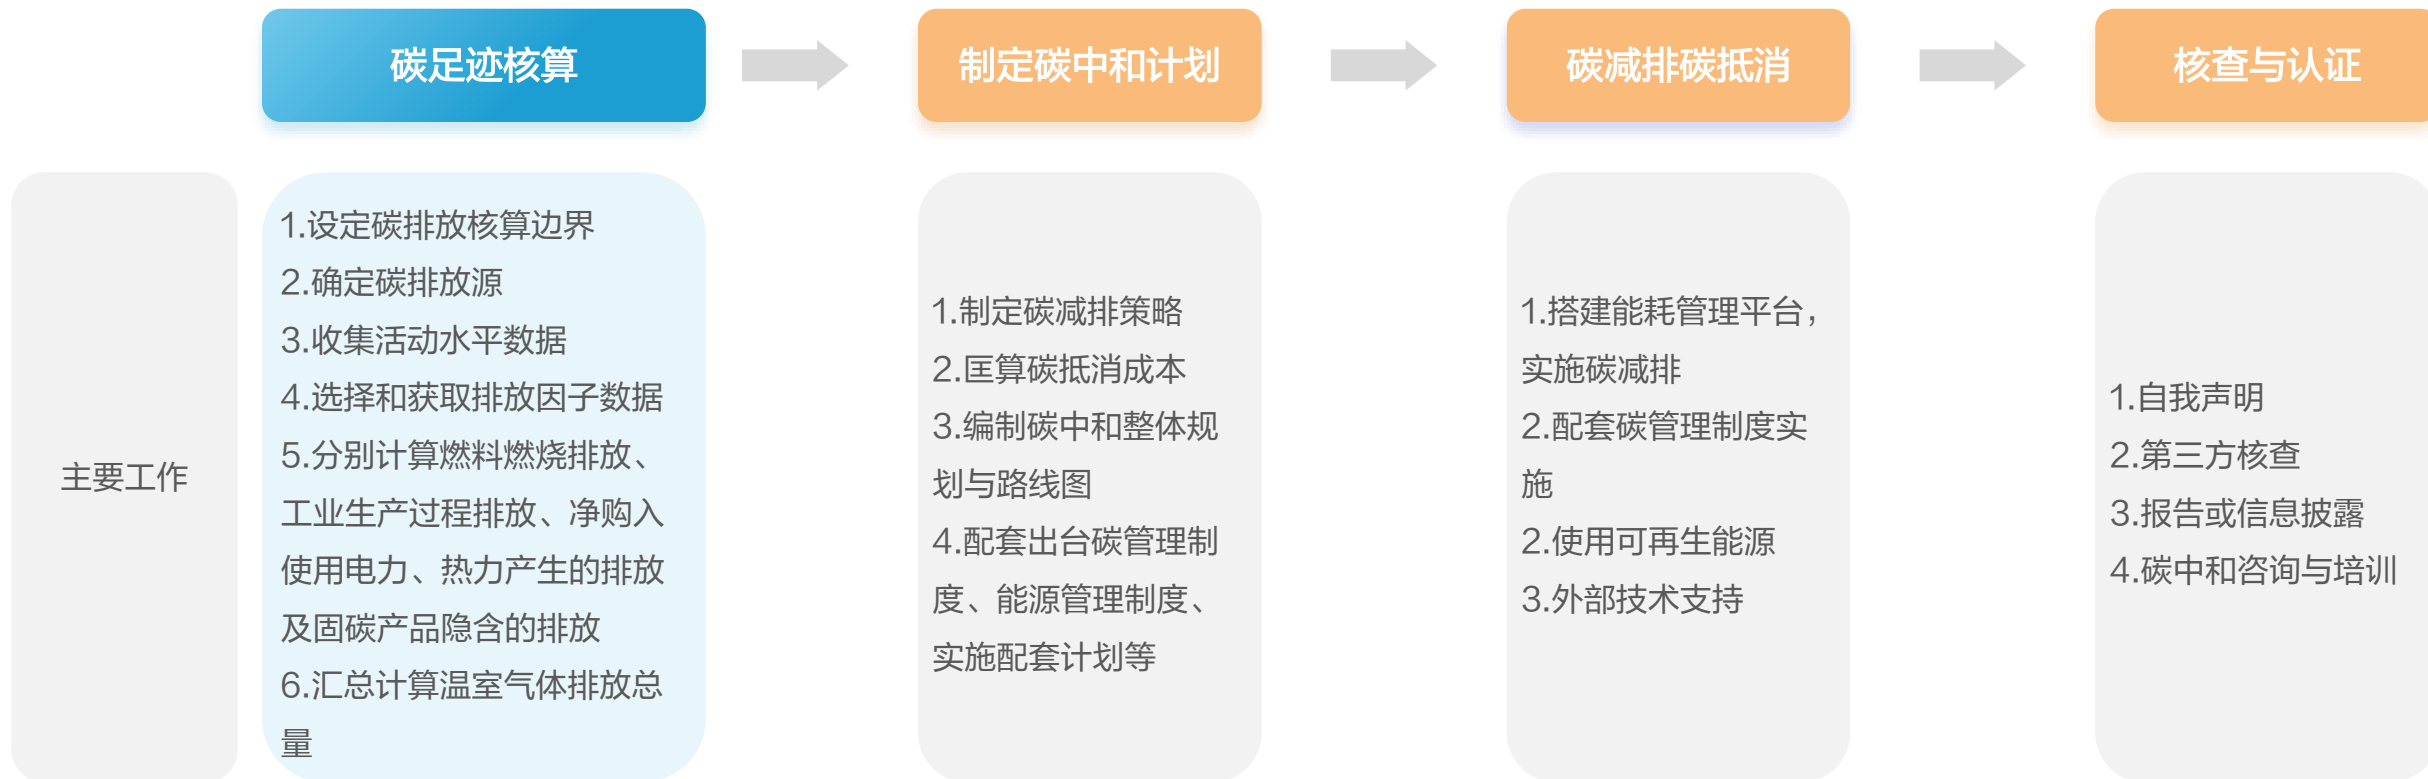 碳足迹核算
制定碳中和计划
碳减排碳抵消
核查与认证
主要工作
1.设定碳排放核算边界
2.确定碳排放源
3.收集活动水平数据
4.选择和获取排放因子数据
5.分别计算燃料燃烧排放、
工业生产过程排放、净购入
使用电力、热力产生的排放
及固碳产品隐含的排放
6.汇总计算温室气体排放总
量
1.制定碳减排策略
2.匡算碳抵消成本
3.编制碳中和整体规
划与路线图
4.配套出台碳管理制
度、能源管理制度、
实施配套计划等
1.搭建能耗管理平台，
实施碳减排
2.配套碳管理制度实
施
2.使用可再生能源
3.外部技术支持
1.自我声明
2.第三方核查
3.报告或信息披露
4.碳中和咨询与培训